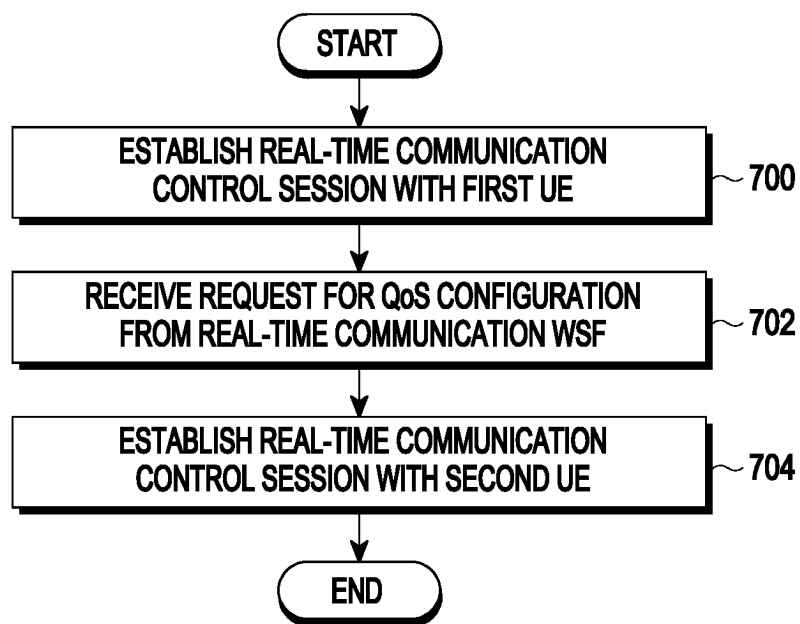 START
ESTABLISH REAL-TIME COMMUNICATION
CONTROL SESSION WITH FIRST UE
700
RECEIVE REQUEST FOR QoS CONFIGURATION
FROM REAL-TIME COMMUNICATION WSF
702
ESTABLISH REAL-TIME COMMUNICATION
CONTROL SESSION WITH SECOND UE
704
END